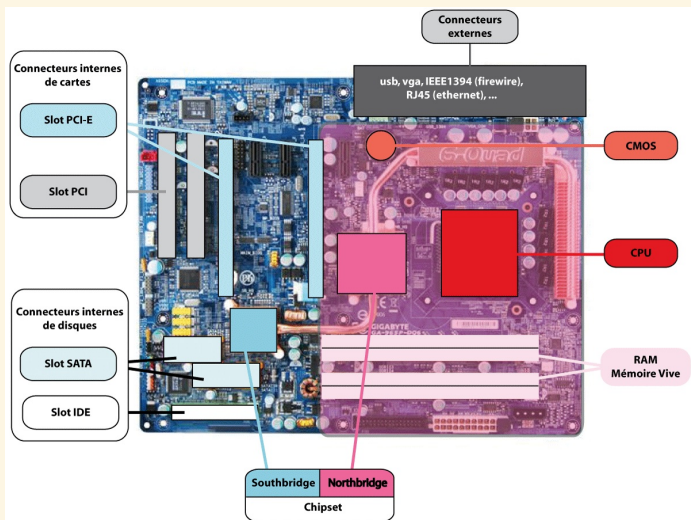 Connecteurs
externes
usb, vga, IEEE1394 (firewire),
RJ45 (ethernet), ...
Connecteurs internes
de cartes
Slot PCI-E
Slot PCI
CMOS
CPU
Connecteurs internes
de disques
Slot SATA
Slot IDE
RAM
Mémoire Vive
GIGABYTE
Southbridge
Northbridge
Chipset